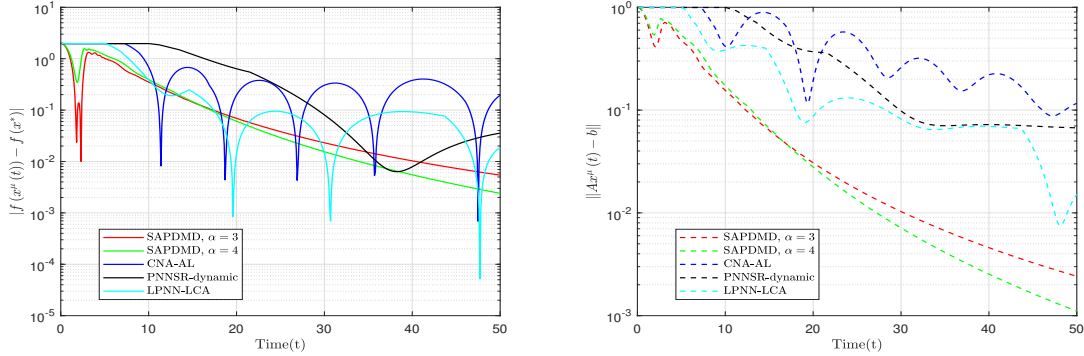 10^1
10^0
10^-1
10^-2
10^-3
10^-4
10^-5
|f (x^μ (t)) − f (x^*)|
SAPDMD, α = 3
SAPDMD, α = 4
CNA-AL
PNNSR-dynamic
LPNN-LCA
0 10 20 30 40 50
Time(t)
10^0
10^-1
10^-2
10^-3
||Ax^μ (t) − b||
SAPDMD, α = 3
SAPDMD, α = 4
CNA-AL
PNNSR-dynamic
LPNN-LCA
0 10 20 30 40 50
Time(t)